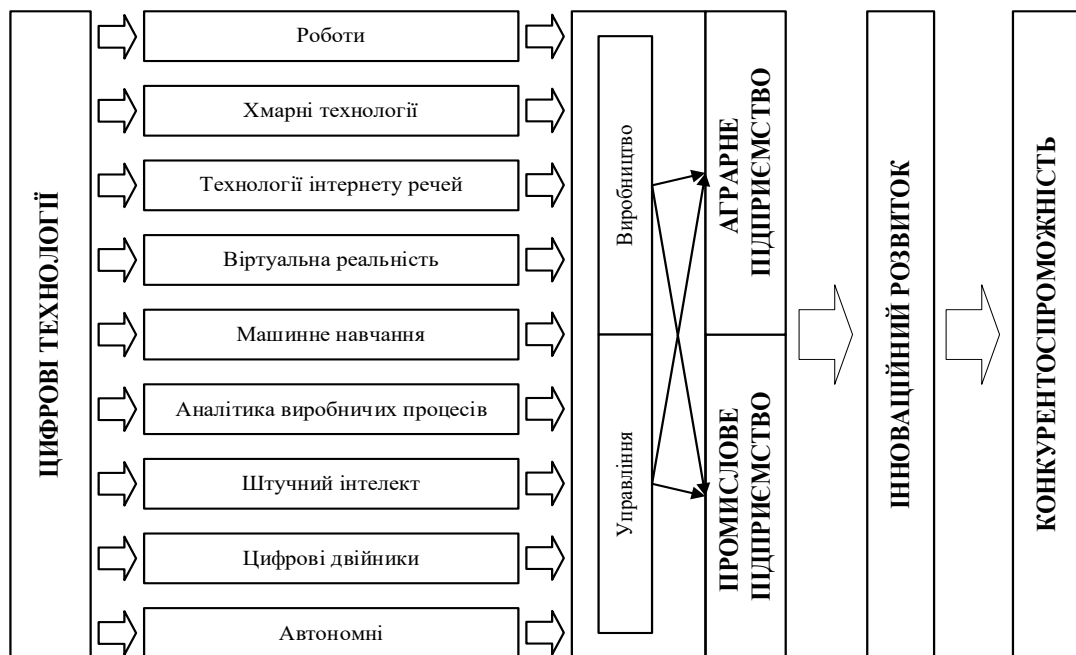 ЦИФРОВІ ТЕХНОЛОГІЇ
Роботи
Хмарні технології
Технології інтернету речей
Віртуальна реальність
Машинне навчання
Аналітика виробничих процесів
Штучний інтелект
Цифрові двійники
Автономні
Виробництво
Управління
АГРАРНЕ
ПІДПРИЄМСТВО
ПРОМИСЛОВЕ
ПІДПРИЄМСТВО
ІННОВАЦІЙНИЙ РОЗВИТОК
КОНКУРЕНТОСПРОМОЖНІСТЬ